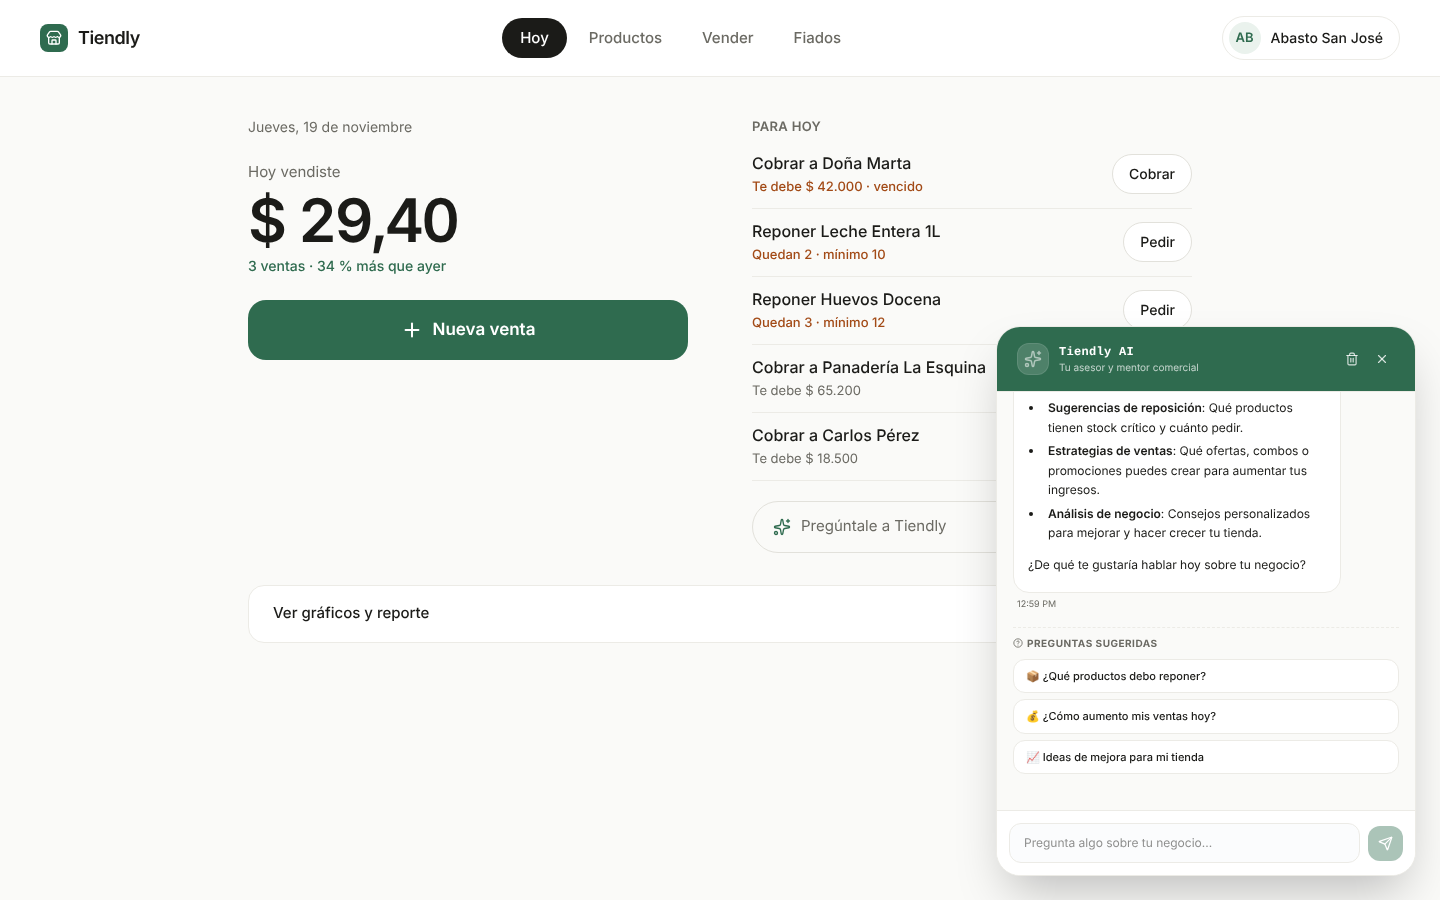 Tiendly
Hoy
Productos
Vender
Fiados
AB
Abasto San José
Jueves, 19 de noviembre
Hoy vendiste
$ 29,40
3 ventas · 34 % más que ayer
Nueva venta
PARA HOY
Cobrar a Doña Marta
Te debe $ 42.000 · vencido
Cobrar
Reponer Leche Entera 1L
Quedan 2 · mínimo 10
Pedir
Reponer Huevos Docena
Quedan 3 · mínimo 12
Pedir
Cobrar a Panadería La Esquina
Te debe $ 65.200
Cobrar a Carlos Pérez
Te debe $ 18.500
Pregúntale a Tiendly
Ver gráficos y reporte
Tiendly AI
Tu asesor y mentor comercial
• Sugerencias de reposición: Qué productos
tienen stock crítico y cuánto pedir.
• Estrategias de ventas: Qué ofertas, combos o
promociones puedes crear para aumentar tus
ingresos.
• Análisis de negocio: Consejos personalizados
para mejorar y hacer crecer tu tienda.
¿De qué te gustaría hablar hoy sobre tu negocio?
12:59 PM
PREGUNTAS SUGERIDAS
📦 ¿Qué productos debo reponer?
💰 ¿Cómo aumento mis ventas hoy?
📈 Ideas de mejora para mi tienda
Pregunta algo sobre tu negocio...